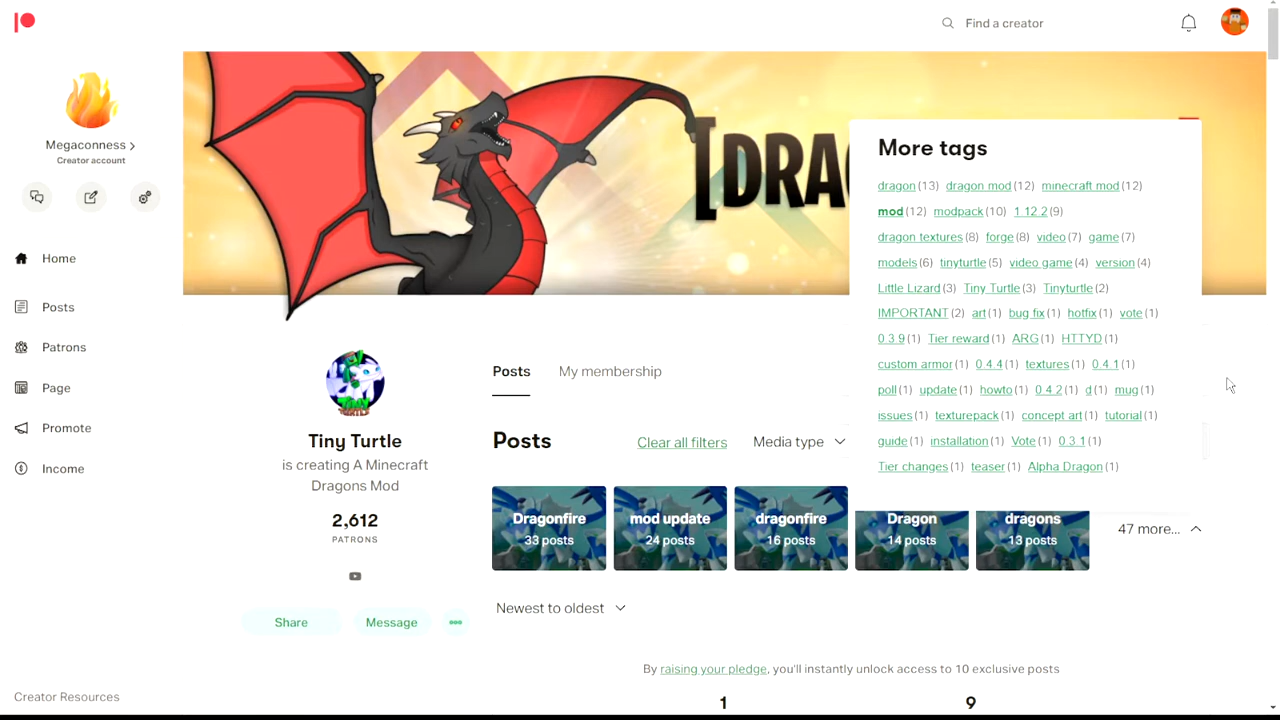 Find a creator
Megaconness
Creator account
Home
Posts
Patrons
Page
Promote
Income
Creator Resources
[DRA
Tiny Turtle
is creating A Minecraft
Dragons Mod
2,612
PATRONS
Share Message
Posts My membership
Posts Clear all filters Media type
Dragonfire
33 posts
mod update
24 posts
dragonfire
16 posts
Dragon
14 posts
dragons
13 posts
47 more...
Newest to oldest
By raising your pledge, you'll instantly unlock access to 10 exclusive posts
1 9
More tags
dragon (13) dragon mod (12) minecraft mod (12)
mod (12) modpack (10) 1 12.2 (9)
dragon textures (8) forge (8) video (7) game (7)
models (6) tinyturtle (5) video game (4) version (4)
Little Lizard (3) Tiny Turtle (3) Tinyturtle (2)
IMPORTANT (2) art (1) bug fix (1) hotfix (1) vote (1)
0.3.9 (1) Tier reward (1) ARG (1) HTTYD (1)
custom armor (1) 0.4.4 (1) textures (1) 0.4.1 (1)
poll (1) update (1) howto (1) 0.4.2 (1) d (1) mug (1)
issues (1) texturepack (1) concept art (1) tutorial (1)
guide (1) installation (1) Vote (1) 0.3.1 (1)
Tier changes (1) teaser (1) Alpha Dragon (1)